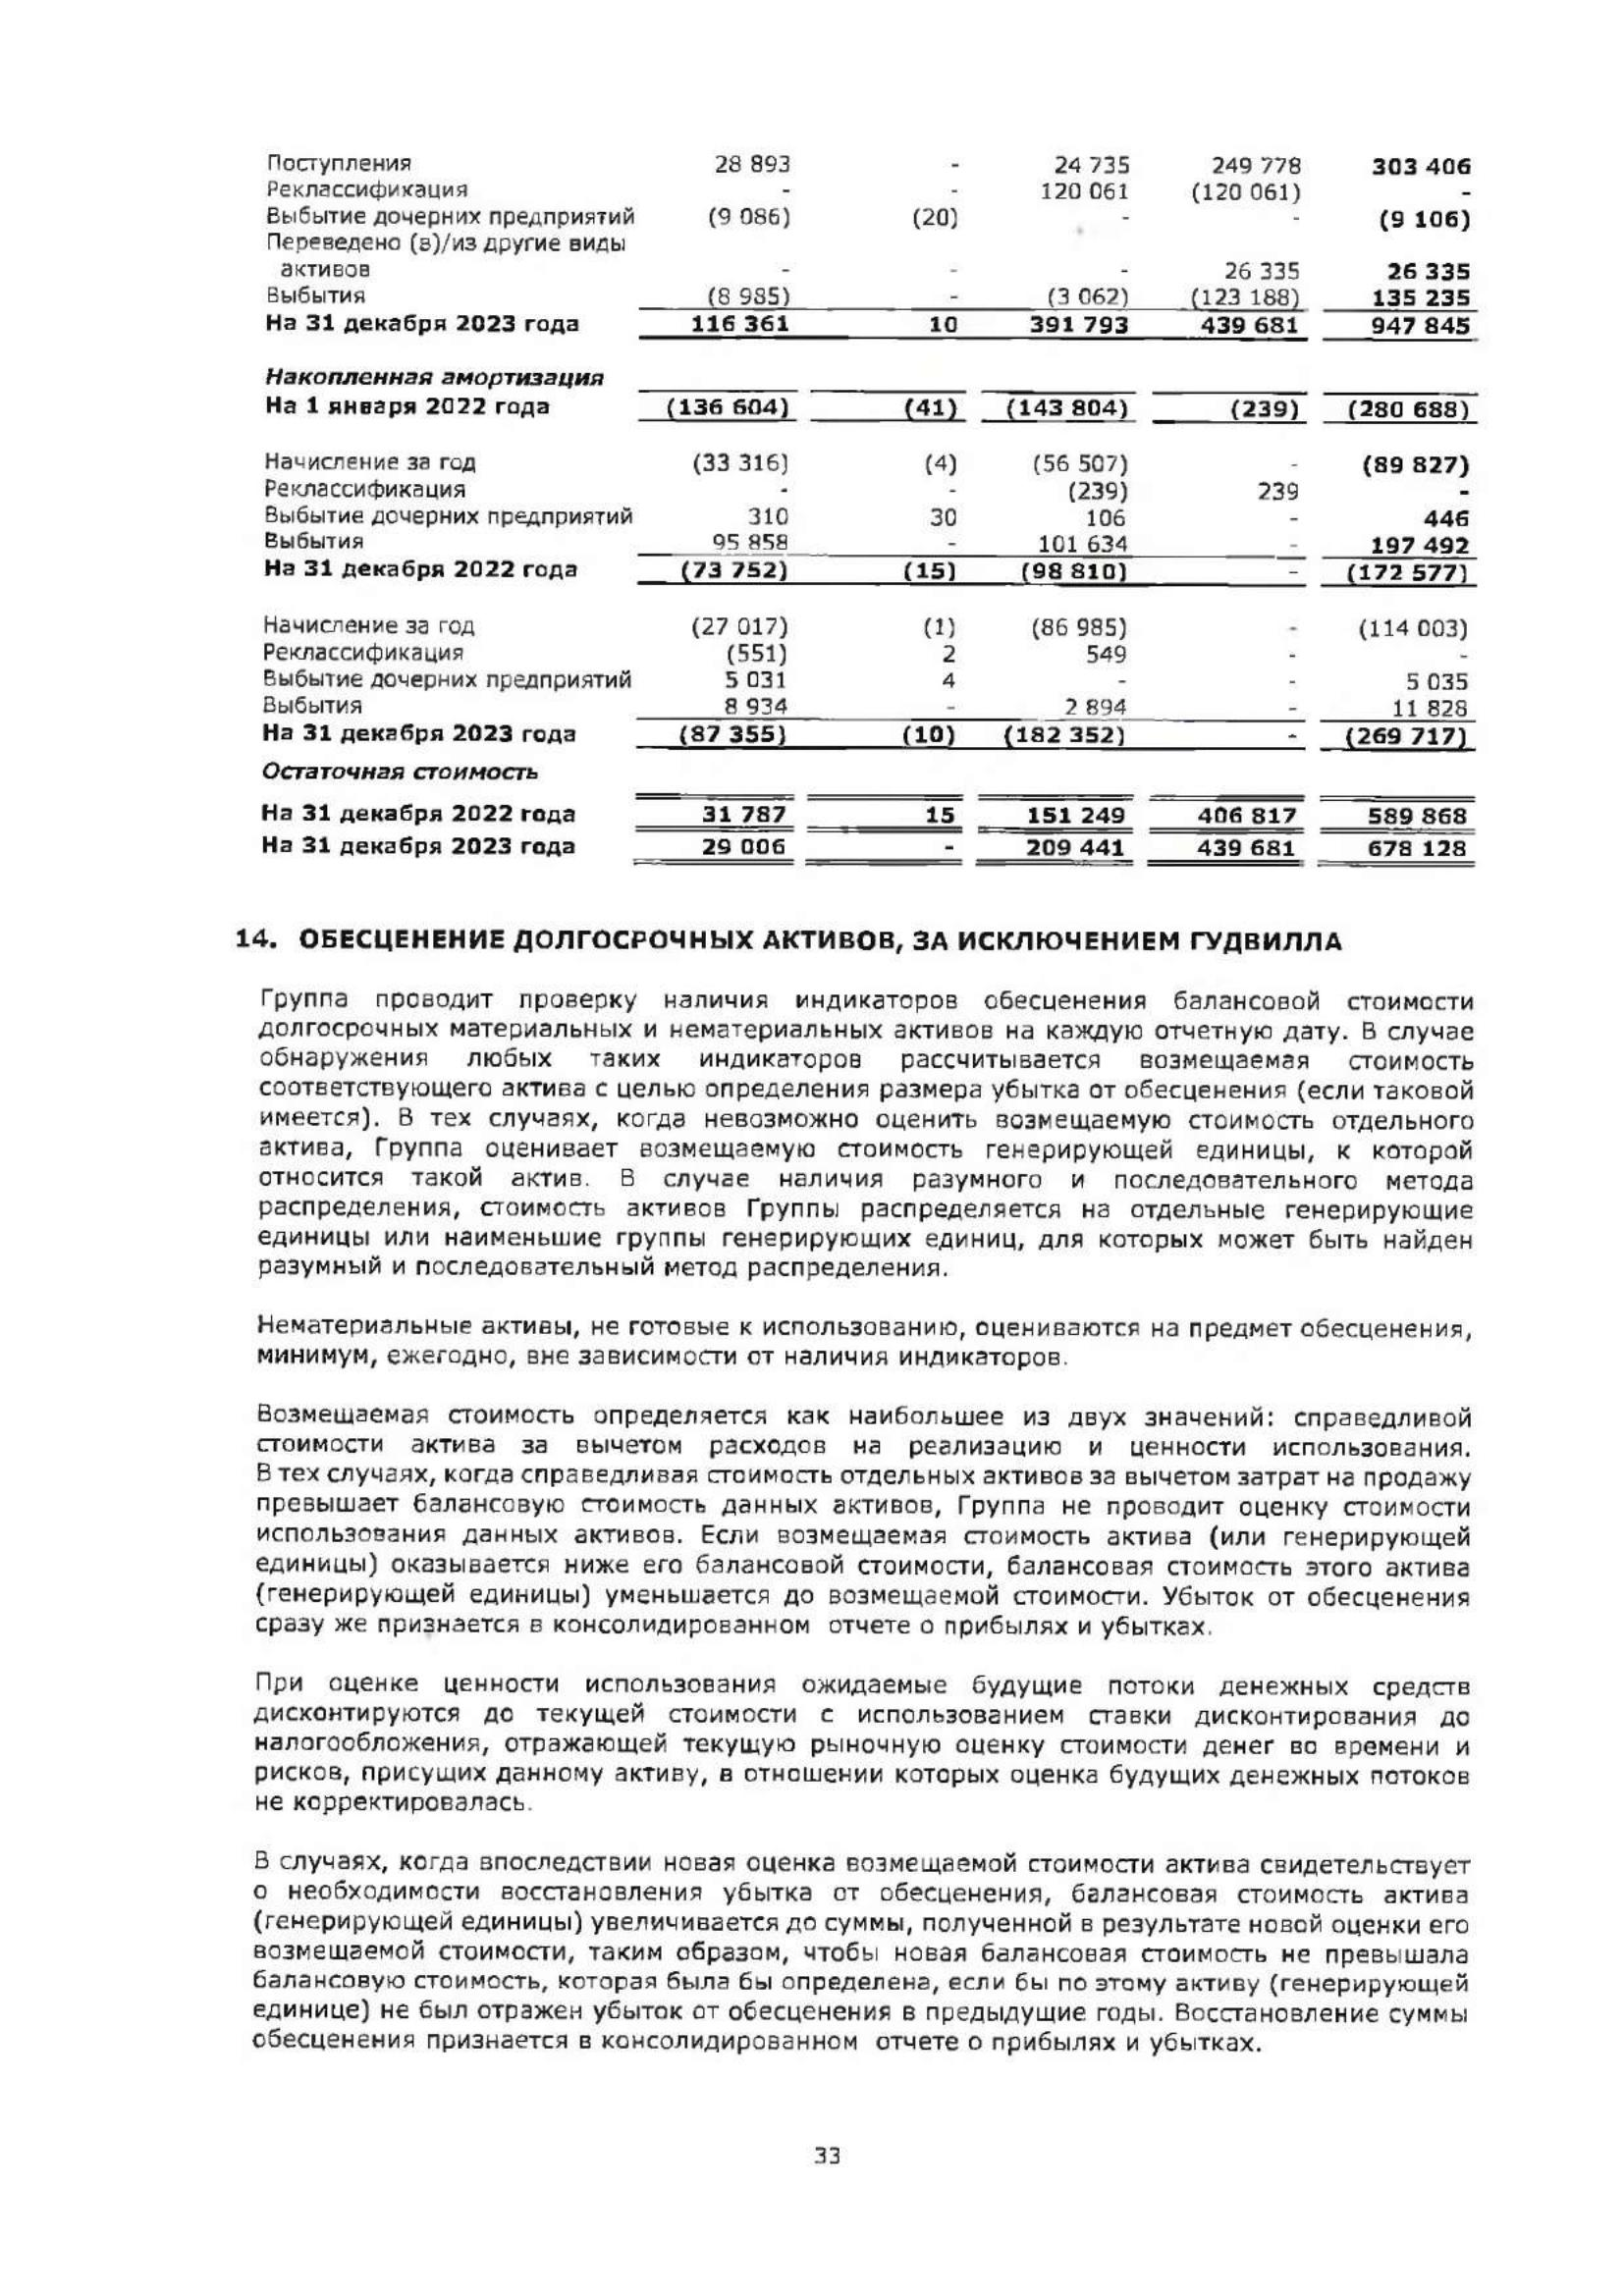 Поступления 28 893 - 24 735 249 778 303 406
Реклассификация - - 120 061 (120 061) -
Выбытие дочерних предприятий (9 086) (20) - - (9 106)
Переведено (в)/из другие виды
активов - - - 26 335 26 335
Выбытия (8 985) - (3 062) (123 188) 135 235
На 31 декабря 2023 года 116 361 10 391 793 439 681 947 845
Накопленная амортизация
На 1 января 2022 года (136 604) (41) (143 804) (239) (280 688)
Начисление за год (33 316) (4) (56 507) - (89 827)
Реклассификация - - (239) 239 -
Выбытие дочерних предприятий 310 30 106 - 446
Выбытия 95 858 - 101 634 - 197 492
На 31 декабря 2022 года (73 752) (15) (98 810) - (172 577)
Начисление за год (27 017) (1) (86 985) - (114 003)
Реклассификация (551) 2 549 - -
Выбытие дочерних предприятий 5 031 4 - - 5 035
Выбытия 8 934 - 2 894 - 11 828
На 31 декабря 2023 года (87 355) (10) (182 352) - (269 717)
Остаточная стоимость
На 31 декабря 2022 года 31 787 15 151 249 406 817 589 868
На 31 декабря 2023 года 29 006 - 209 441 439 681 678 128
14. ОБЕСЦЕНЕНИЕ ДОЛГОСРОЧНЫХ АКТИВОВ, ЗА ИСКЛЮЧЕНИЕМ ГУДВИЛЛА
Группа проводит проверку наличия индикаторов обесценения балансовой стоимости
долгосрочных материальных и нематериальных активов на каждую отчетную дату. В случае
обнаружения любых таких индикаторов рассчитывается возмещаемая стоимость
соответствующего актива с целью определения размера убытка от обесценения (если таковой
имеется). В тех случаях, когда невозможно оценить возмещаемую стоимость отдельного
актива, Группа оценивает возмещаемую стоимость генерирующей единицы, к которой
относится такой актив. В случае наличия разумного и последовательного метода
распределения, стоимость активов Группы распределяется на отдельные генерирующие
единицы или наименьшие группы генерирующих единиц, для которых может быть найден
разумный и последовательный метод распределения.
Нематериальные активы, не готовые к использованию, оцениваются на предмет обесценения,
минимум, ежегодно, вне зависимости от наличия индикаторов.
Возмещаемая стоимость определяется как наибольшее из двух значений: справедливой
стоимости актива за вычетом расходов на реализацию и ценности использования.
В тех случаях, когда справедливая стоимость отдельных активов за вычетом затрат на продажу
превышает балансовую стоимость данных активов, Группа не проводит оценку стоимости
использования данных активов. Если возмещаемая стоимость актива (или генерирующей
единицы) оказывается ниже его балансовой стоимости, балансовая стоимость этого актива
(генерирующей единицы) уменьшается до возмещаемой стоимости. Убыток от обесценения
сразу же признается в консолидированном отчете о прибылях и убытках.
При оценке ценности использования ожидаемые будущие потоки денежных средств
дисконтируются до текущей стоимости с использованием ставки дисконтирования до
налогообложения, отражающей текущую рыночную оценку стоимости денег во времени и
рисков, присущих данному активу, в отношении которых оценка будущих денежных потоков
не корректировалась.
В случаях, когда впоследствии новая оценка возмещаемой стоимости актива свидетельствует
о необходимости восстановления убытка от обесценения, балансовая стоимость актива
(генерирующей единицы) увеличивается до суммы, полученной в результате новой оценки его
возмещаемой стоимости, таким образом, чтобы новая балансовая стоимость не превышала
балансовую стоимость, которая была бы определена, если бы по этому активу (генерирующей
единице) не был отражен убыток от обесценения в предыдущие годы. Восстановление суммы
обесценения признается в консолидированном отчете о прибылях и убытках.
33